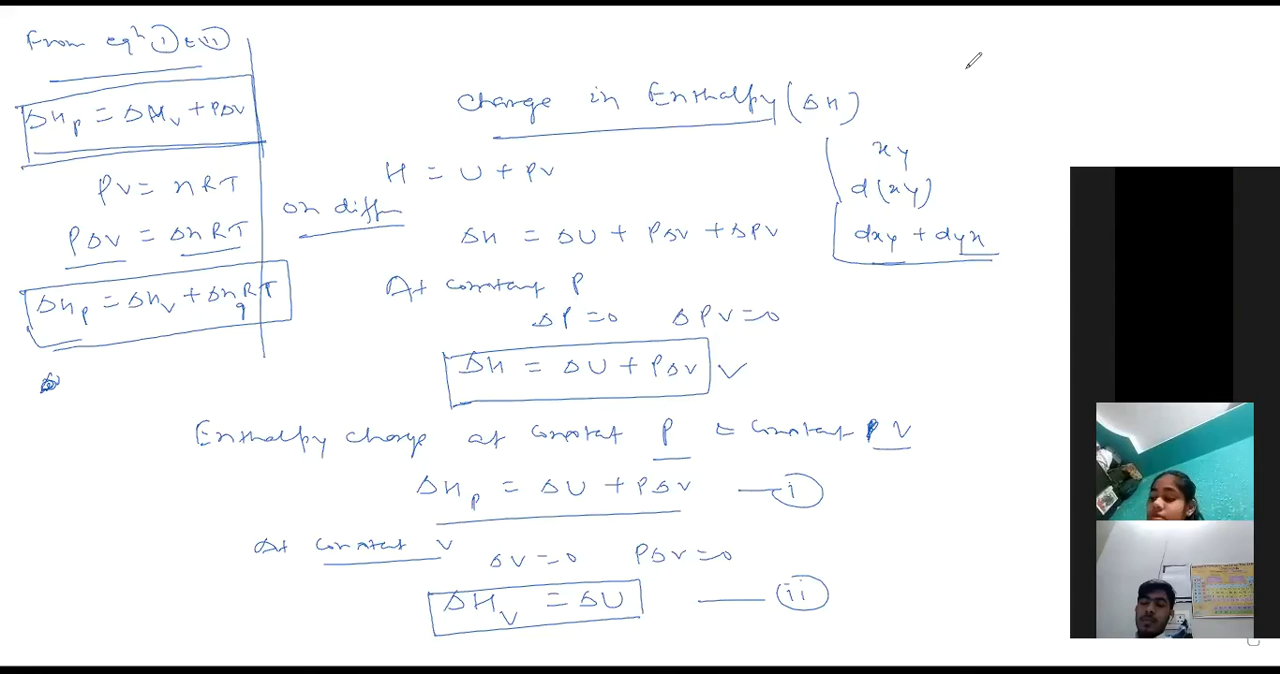 From eqn (i) & (ii)
ΔHp = ΔHv + PΔV
PV = nRT
PΔV = ΔnRT
ΔHp = ΔHv + ΔngRT
Change in Enthalpy (ΔH)
H = U + PV
on diffn
ΔH = ΔU + PΔV + ΔPV
At constant P
ΔP = 0 ΔPV = 0
ΔH = ΔU + PΔV
Enthalpy change at constant P & constant V
ΔHp = ΔU + PΔV — (i)
At constant V
ΔV = 0 PΔV = 0
ΔHv = ΔU — (ii)
xy
d(xy)
dxy + dyx